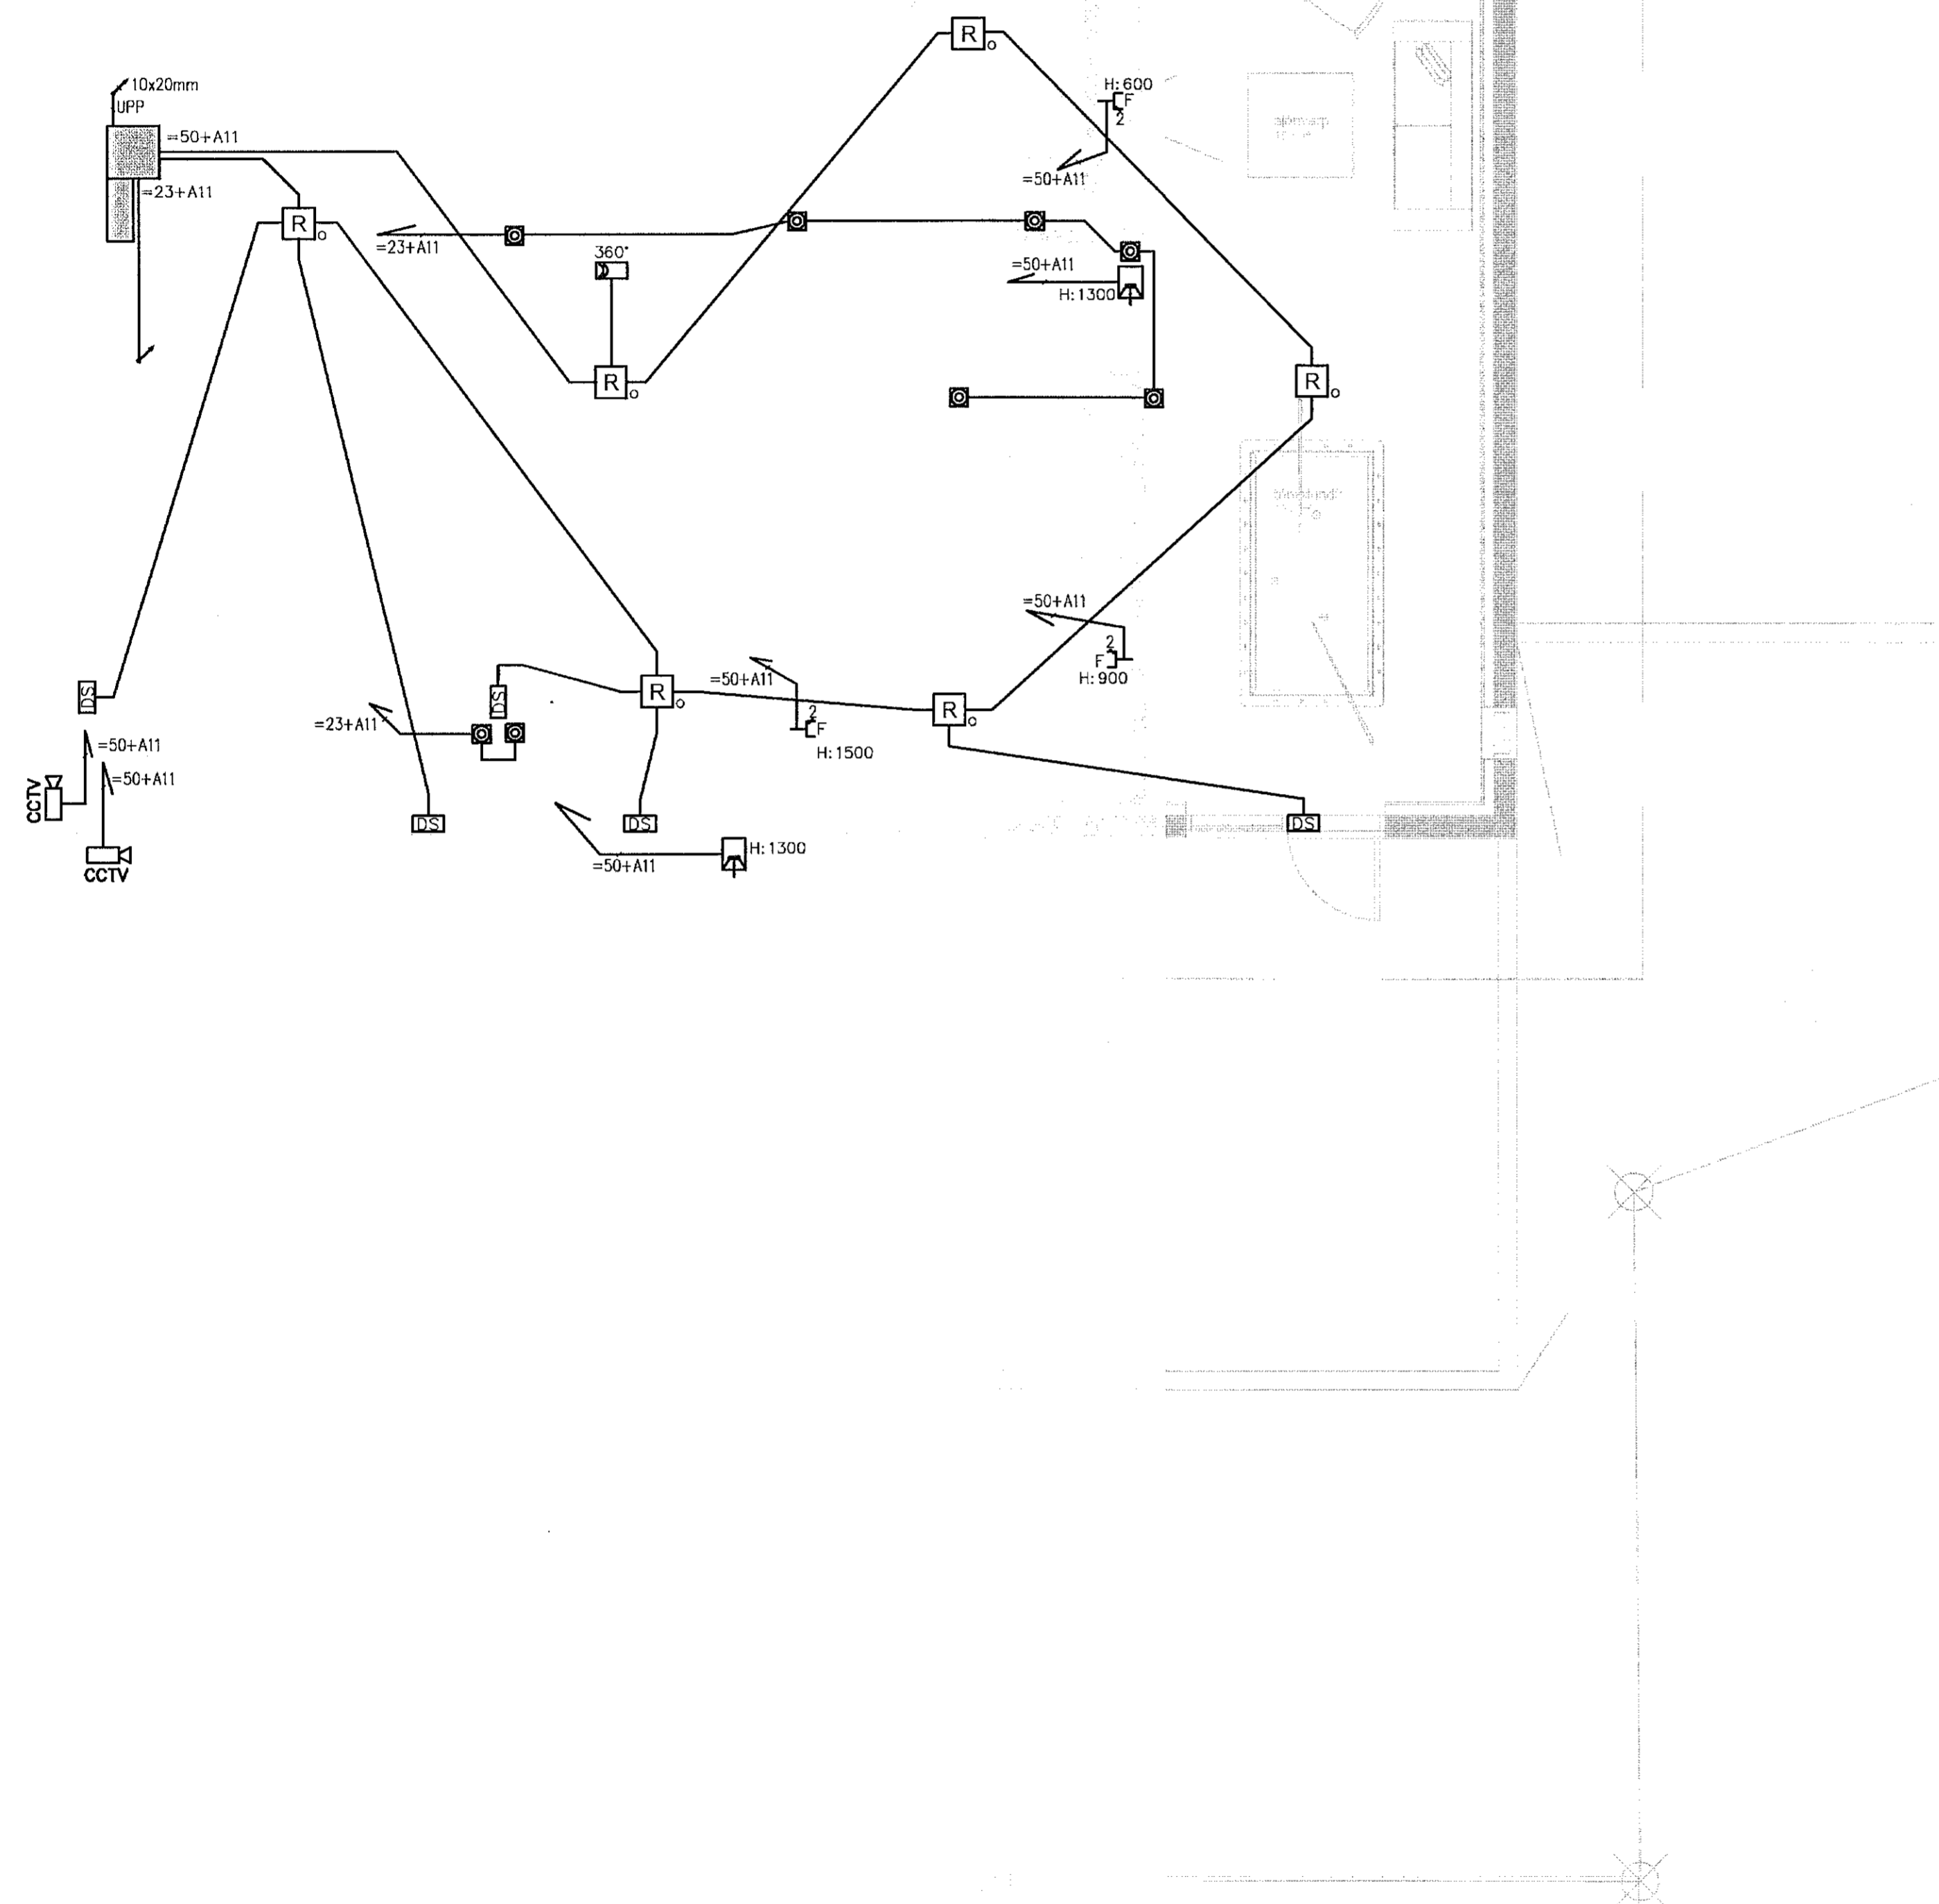 R
o
10x20mm
UPP
H:600
F
2
=50+A11
=50+A11
=23+A11
R
o
=23+A11
360°
=50+A11
H:1300
R
o
R
o
=50+A11
2
F
H:900
DS
DS
R
o
=50+A11
2
F
H:1500
R
o
=23+A11
=50+A11
=50+A11
CCTV
DS
DS
DS
=50+A11
H:1300
CCTV